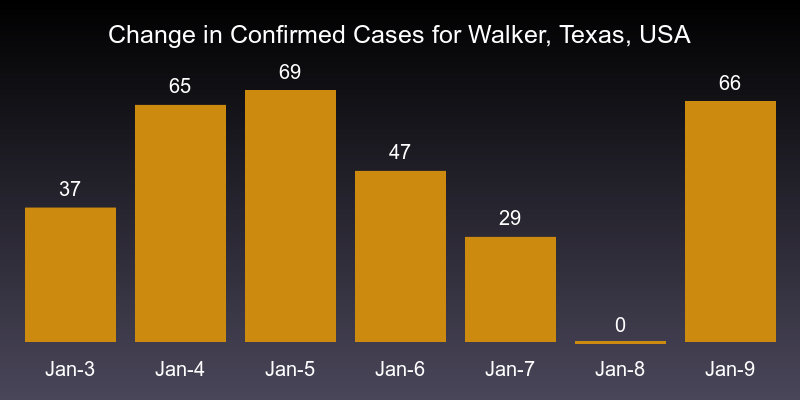 Change in Confirmed Cases for Walker, Texas, USA
37 65 69 47 29 0 66
Jan-3 Jan-4 Jan-5 Jan-6 Jan-7 Jan-8 Jan-9